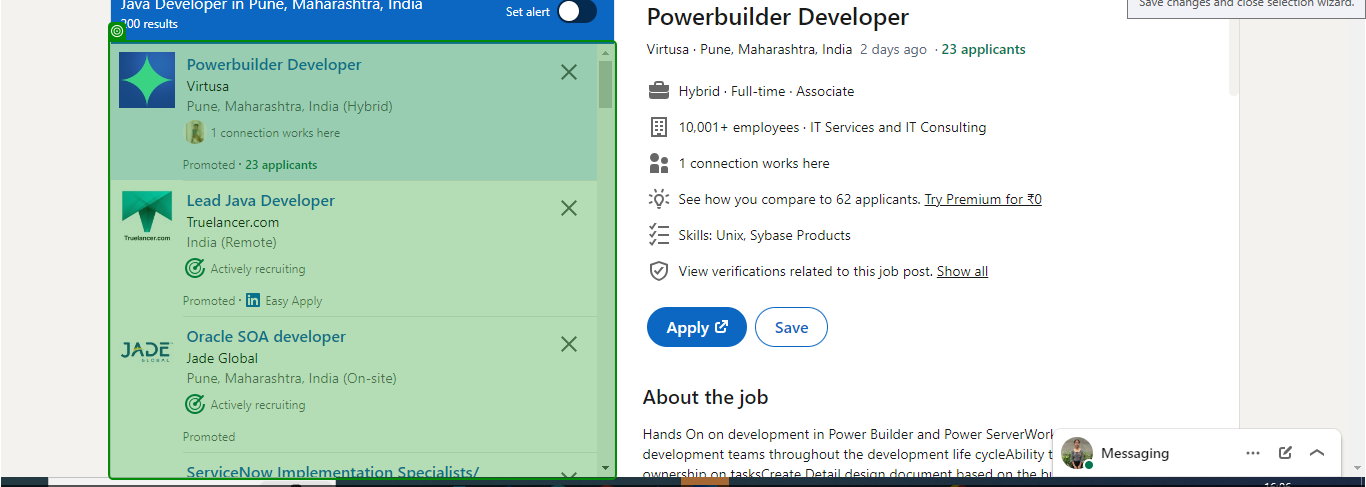 Java Developer in Pune, Maharashtra, India
200 results
Set alert
Powerbuilder Developer
Virtusa
Pune, Maharashtra, India (Hybrid)
1 connection works here
Promoted · 23 applicants
Lead Java Developer
Truelancer.com
Truelancer.com
India (Remote)
Actively recruiting
Promoted · in Easy Apply
JADE
GLOBAL
Oracle SOA developer
Jade Global
Pune, Maharashtra, India (On-site)
Actively recruiting
Promoted
ServiceNow Implementation Specialists/
Save changes and close selection wizard.
Powerbuilder Developer
Virtusa · Pune, Maharashtra, India 2 days ago · 23 applicants
Hybrid · Full-time · Associate
10,001+ employees · IT Services and IT Consulting
1 connection works here
See how you compare to 62 applicants. Try Premium for ₹0
Skills: Unix, Sybase Products
View verifications related to this job post. Show all
Apply
Save
About the job
Hands On on development in Power Builder and Power ServerWork
development teams throughout the development life cycleAbility t
ownership on tasksCreate Detail design document based on the
Messaging